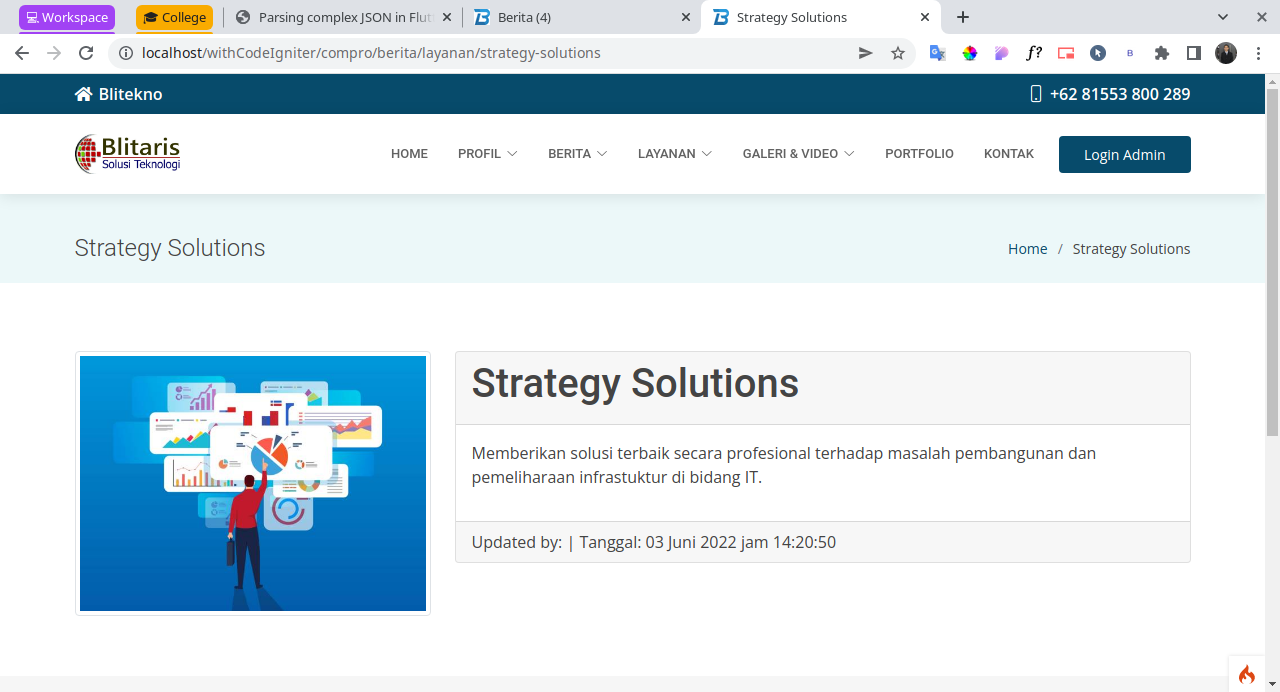 Workspace
College
Parsing complex JSON in Flut
Berita (4)
Strategy Solutions
localhost/withCodeIgniter/compro/berita/layanan/strategy-solutions
Blitekno
+62 81553 800 289
Blitaris
Solusi Teknologi
HOME
PROFIL
BERITA
LAYANAN
GALERI & VIDEO
PORTFOLIO
KONTAK
Login Admin
Strategy Solutions
Home / Strategy Solutions
Strategy Solutions
Memberikan solusi terbaik secara profesional terhadap masalah pembangunan dan
pemeliharaan infrastuktur di bidang IT.
Updated by: | Tanggal: 03 Juni 2022 jam 14:20:50